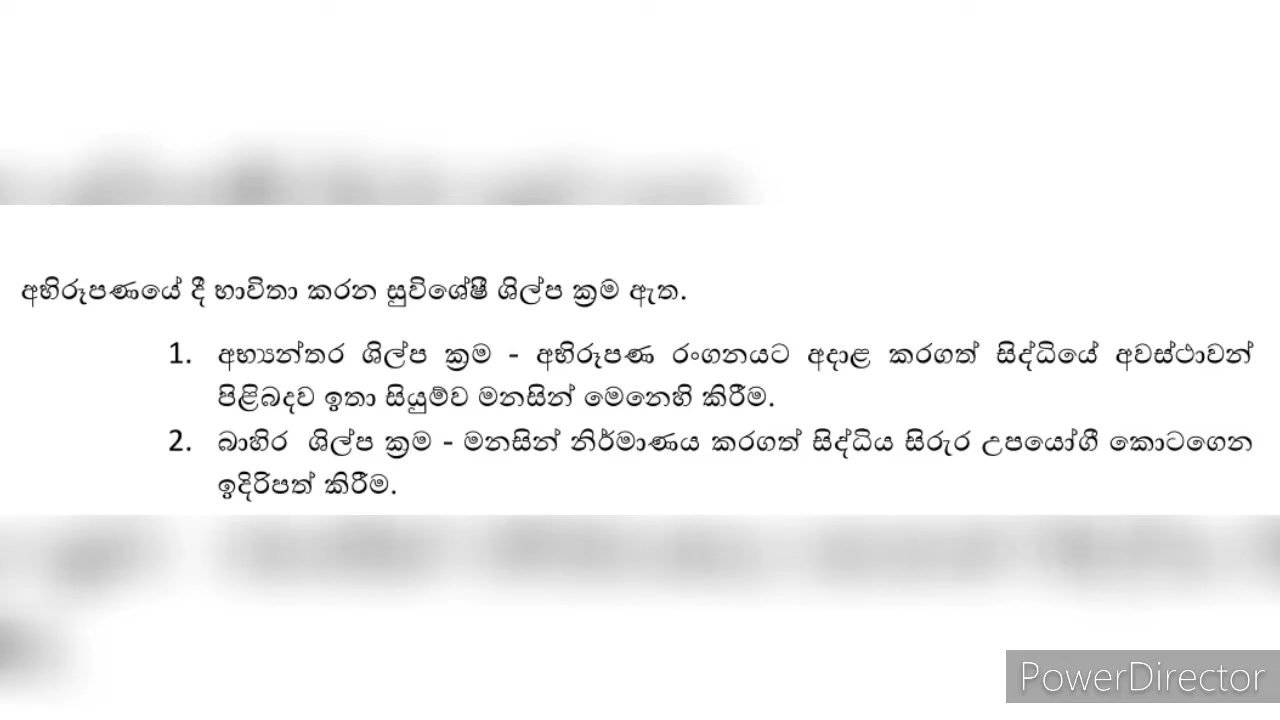 අභිරූපණයේ දී භාවිතා කරන සුවිශේෂී ශිල්ප ක්‍රම ඇත.
1. අභ්‍යන්තර ශිල්ප ක්‍රම - අභිරූපණ රංගනයට අදාළ කරගත් සිද්ධියේ අවස්ථාවන්
පිළිබදව ඉතා සියුම්ව මනසින් මෙනෙහි කිරීම.
2. බාහිර ශිල්ප ක්‍රම - මනසින් නිර්මාණය කරගත් සිද්ධිය සිරුර උපයෝගී කොටගෙන
ඉදිරිපත් කිරීම.
PowerDirector